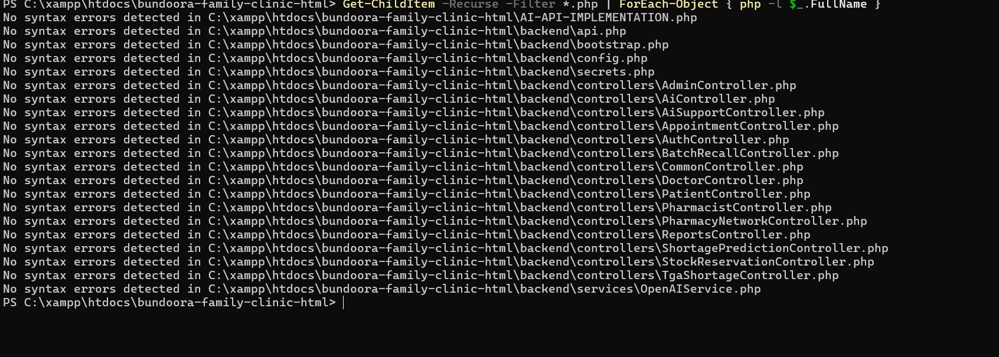 PS C:\xampp\htdocs\bundoora-family-clinic-html> Get-ChildItem -Recurse -Filter *.php | ForEach-Object { php -l $_.FullName }
No syntax errors detected in C:\xampp\htdocs\bundoora-family-clinic-html\AI-API-IMPLEMENTATION.php
No syntax errors detected in C:\xampp\htdocs\bundoora-family-clinic-html\backend\api.php
No syntax errors detected in C:\xampp\htdocs\bundoora-family-clinic-html\backend\bootstrap.php
No syntax errors detected in C:\xampp\htdocs\bundoora-family-clinic-html\backend\config.php
No syntax errors detected in C:\xampp\htdocs\bundoora-family-clinic-html\backend\secrets.php
No syntax errors detected in C:\xampp\htdocs\bundoora-family-clinic-html\backend\controllers\AdminController.php
No syntax errors detected in C:\xampp\htdocs\bundoora-family-clinic-html\backend\controllers\AiController.php
No syntax errors detected in C:\xampp\htdocs\bundoora-family-clinic-html\backend\controllers\AiSupportController.php
No syntax errors detected in C:\xampp\htdocs\bundoora-family-clinic-html\backend\controllers\AppointmentController.php
No syntax errors detected in C:\xampp\htdocs\bundoora-family-clinic-html\backend\controllers\AuthController.php
No syntax errors detected in C:\xampp\htdocs\bundoora-family-clinic-html\backend\controllers\BatchRecallController.php
No syntax errors detected in C:\xampp\htdocs\bundoora-family-clinic-html\backend\controllers\CommonController.php
No syntax errors detected in C:\xampp\htdocs\bundoora-family-clinic-html\backend\controllers\DoctorController.php
No syntax errors detected in C:\xampp\htdocs\bundoora-family-clinic-html\backend\controllers\PatientController.php
No syntax errors detected in C:\xampp\htdocs\bundoora-family-clinic-html\backend\controllers\PharmacistController.php
No syntax errors detected in C:\xampp\htdocs\bundoora-family-clinic-html\backend\controllers\PharmacyNetworkController.php
No syntax errors detected in C:\xampp\htdocs\bundoora-family-clinic-html\backend\controllers\ReportsController.php
No syntax errors detected in C:\xampp\htdocs\bundoora-family-clinic-html\backend\controllers\ShortagePredictionController.php
No syntax errors detected in C:\xampp\htdocs\bundoora-family-clinic-html\backend\controllers\StockReservationController.php
No syntax errors detected in C:\xampp\htdocs\bundoora-family-clinic-html\backend\controllers\TgaShortageController.php
No syntax errors detected in C:\xampp\htdocs\bundoora-family-clinic-html\backend\services\OpenAIService.php
PS C:\xampp\htdocs\bundoora-family-clinic-html>